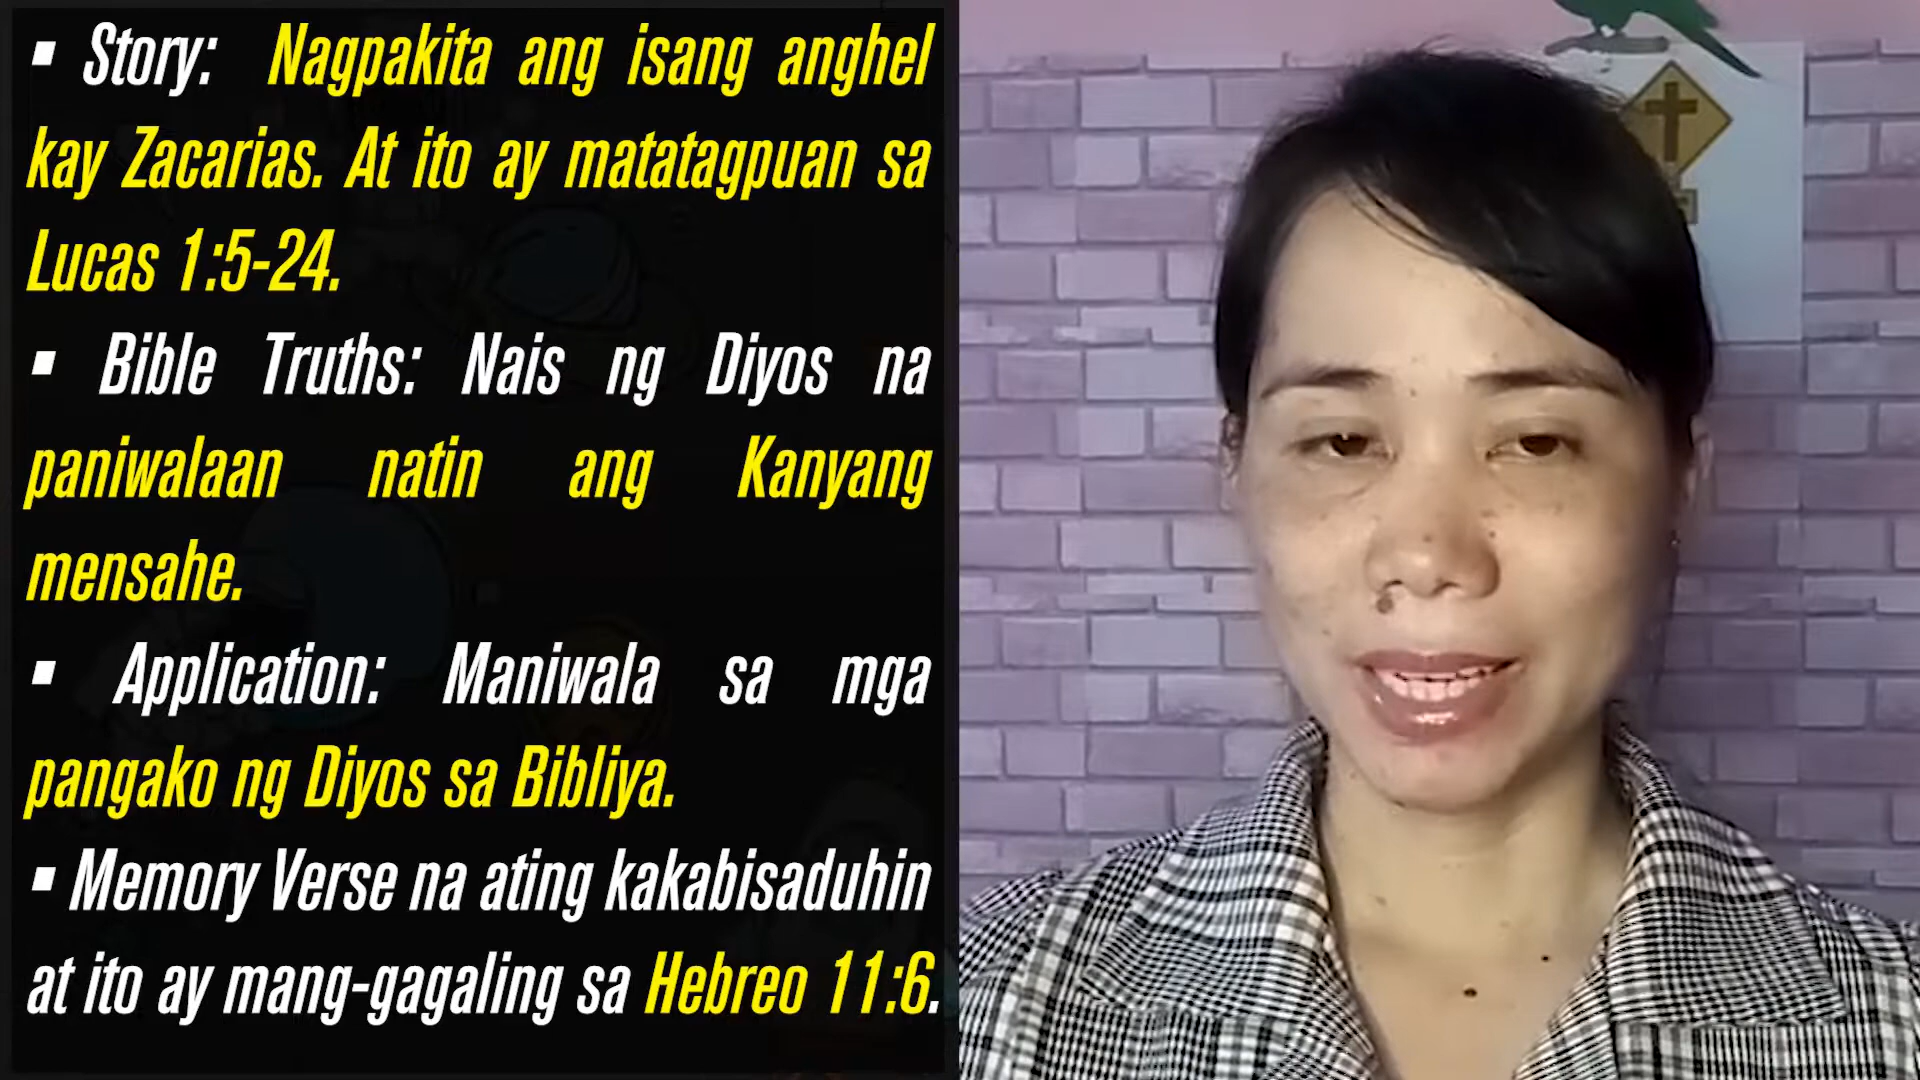 ▪ Story: Nagpakita ang isang anghel
kay Zacarias. At ito ay matatagpuan sa
Lucas 1:5-24.
▪ Bible Truths: Nais ng Diyos na
paniwalaan natin ang Kanyang
mensahe.
▪ Application: Maniwala sa mga
pangako ng Diyos sa Bibliya.
▪ Memory Verse na ating kakabisaduhin
at ito ay mang-gagaling sa Hebreo 11:6.